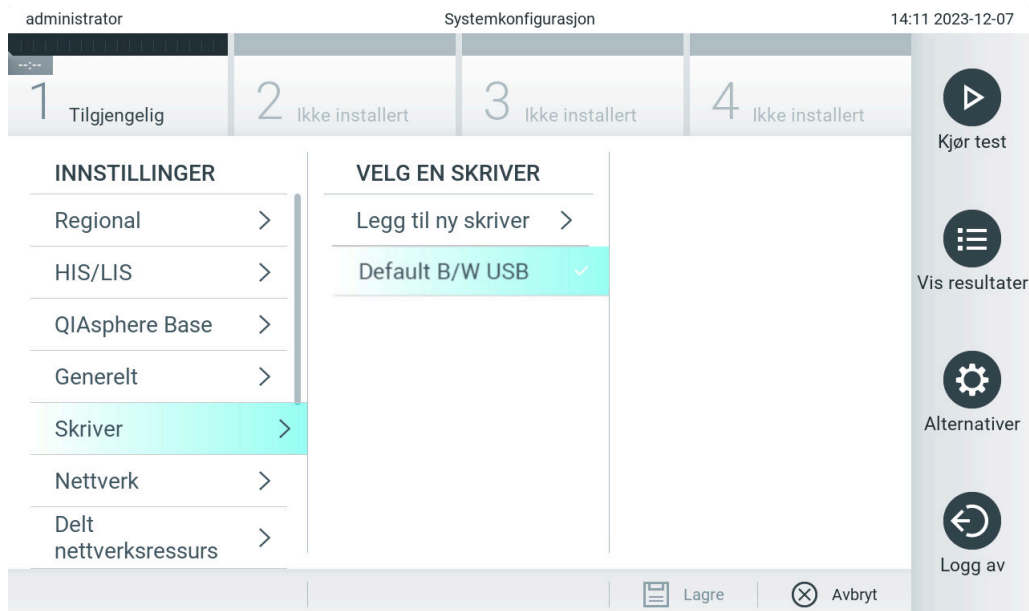 administrator Systemkonfigurasjon 14:11 2023-12-07
--:--
1 Tilgjengelig 2 Ikke installert 3 Ikke installert 4 Ikke installert
Kjør test
INNSTILLINGER
Regional
HIS/LIS
QIAsphere Base
Generelt
Skriver
Nettverk
Delt
nettverksressurs
VELG EN SKRIVER
Legg til ny skriver
Default B/W USB
Vis resultater
Alternativer
Logg av
Lagre Avbryt